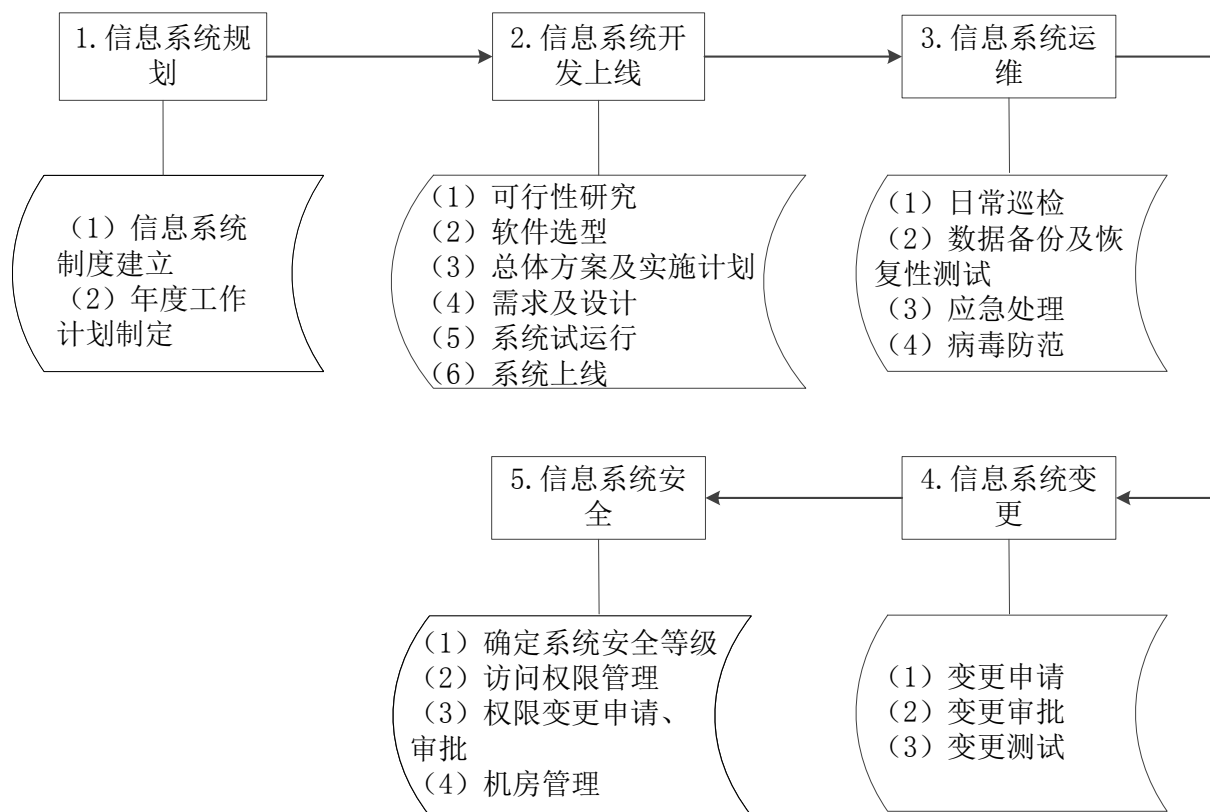 1.信息系统规
划
2.信息系统开
发上线
3.信息系统运
维
（1）信息系统
制度建立
（2）年度工作
计划制定
（1）可行性研究
（2）软件选型
（3）总体方案及实施计划
（4）需求及设计
（5）系统试运行
（6）系统上线
（1）日常巡检
（2）数据备份及恢
复性测试
（3）应急处理
（4）病毒防范
5.信息系统安
全
4.信息系统变
更
（1）确定系统安全等级
（2）访问权限管理
（3）权限变更申请、
审批
（4）机房管理
（1）变更申请
（2）变更审批
（3）变更测试